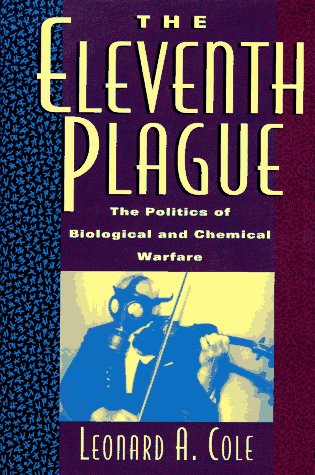 THE
ELEVENTH
PLAGUE
The Politics of
Biological and Chemical
Warfare
LEONARD A. COLE